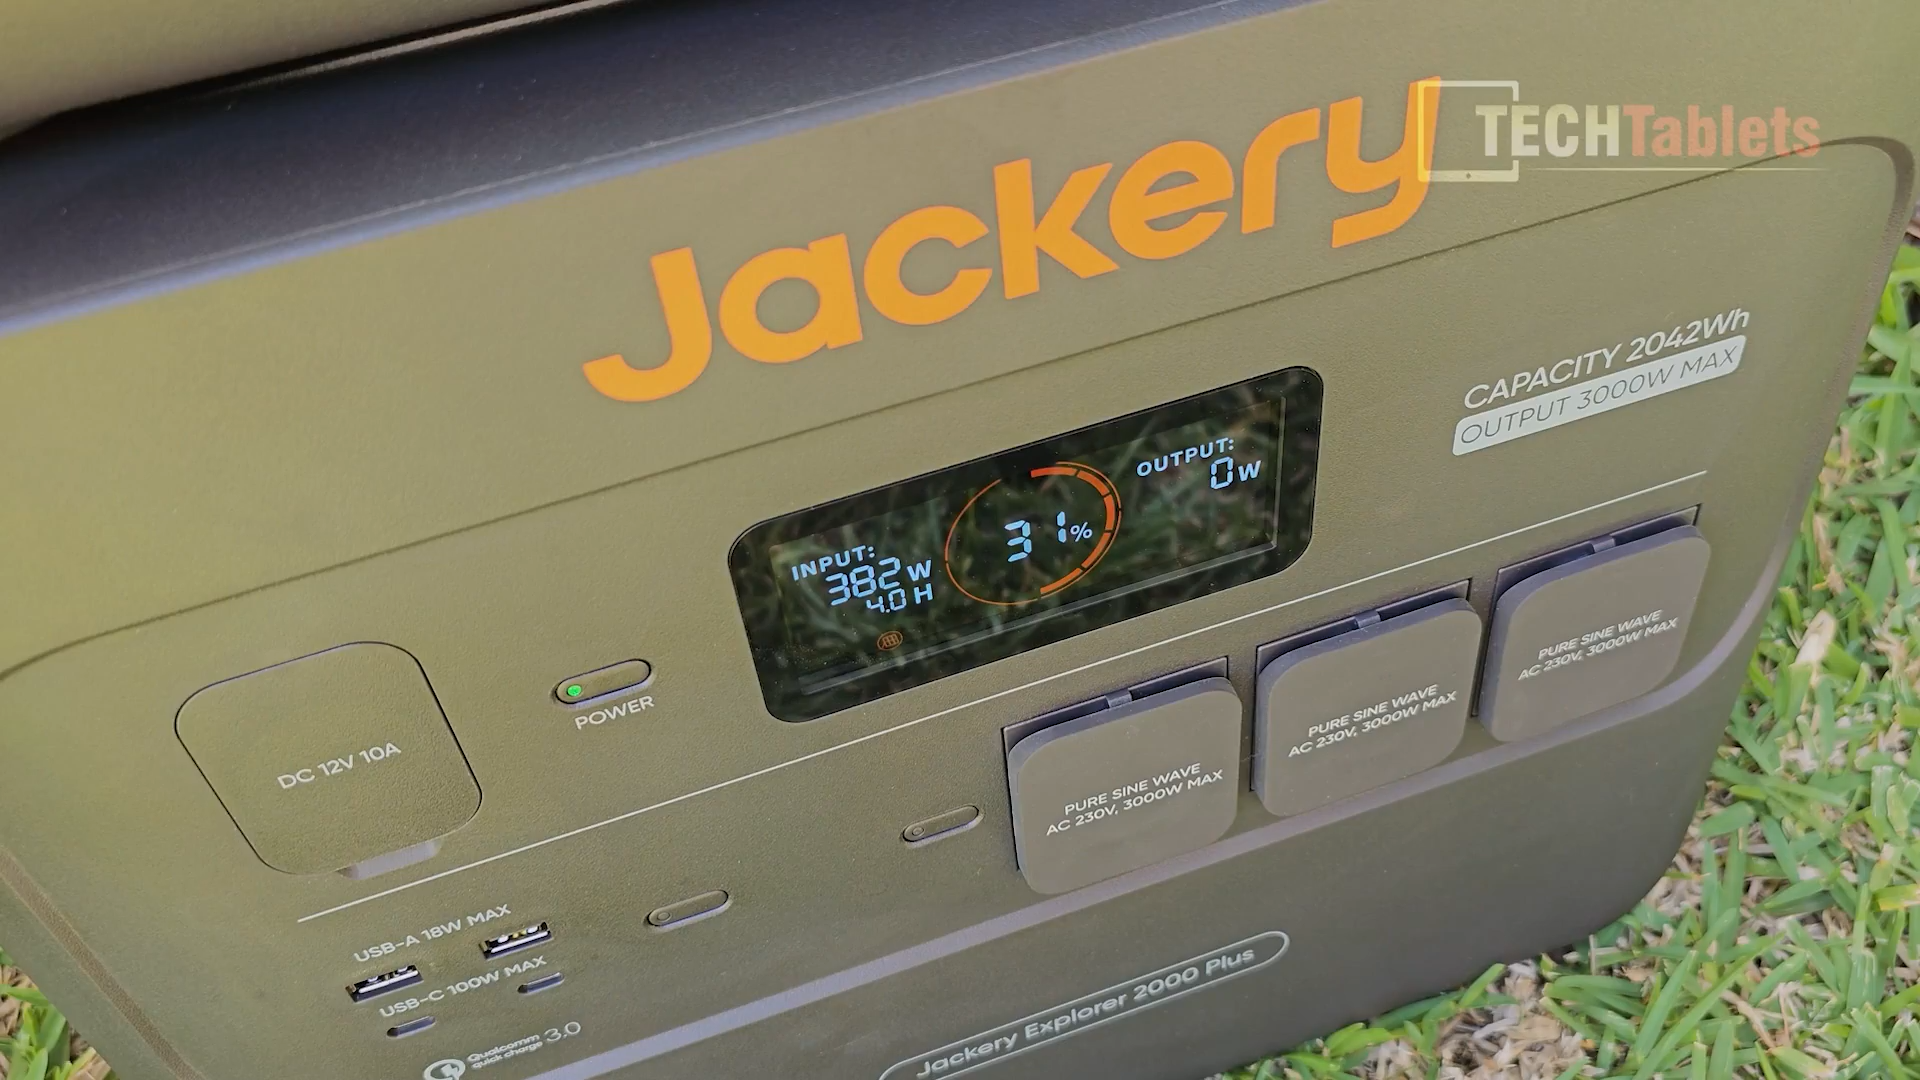 Jackery
TECHTablets
CAPACITY 2042Wh
OUTPUT 3000W MAX
INPUT:
382W
4.0 H
31%
OUTPUT:
0W
POWER
DC 12V 10A
PURE SINE WAVE
AC 230V, 3000W MAX
PURE SINE WAVE
AC 230V, 3000W MAX
PURE SINE WAVE
AC 230V, 3000W MAX
USB-A 18W MAX
USB-C 100W MAX
Qualcomm
quick charge 3.0
Jackery Explorer 2000 Plus